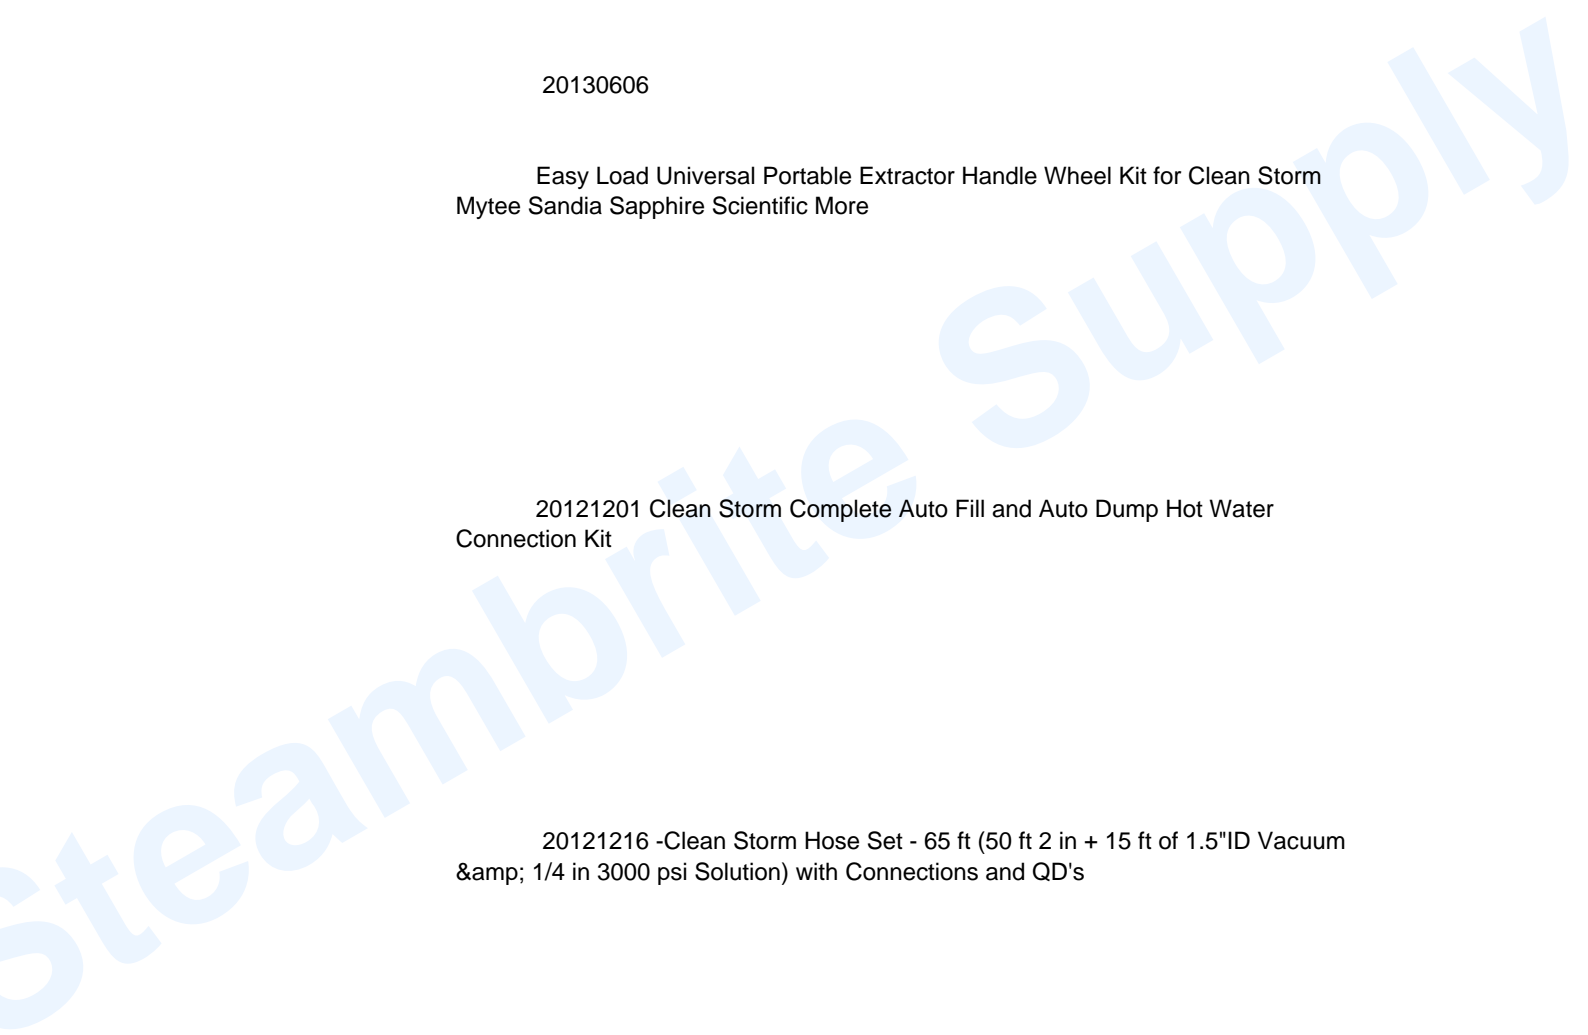 20130606
Easy Load Universal Portable Extractor Handle Wheel Kit for Clean Storm
Mytee Sandia Sapphire Scientific More
20121201 Clean Storm Complete Auto Fill and Auto Dump Hot Water
Connection Kit
20121216 -Clean Storm Hose Set - 65 ft (50 ft 2 in + 15 ft of 1.5"ID Vacuum
&amp; 1/4 in 3000 psi Solution) with Connections and QD's
Steambrite Supply